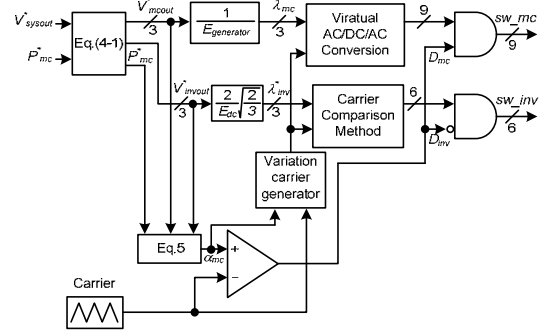 V*sysout
P*mc
Eq.(4-1)
V*mcout
3
1
Egenerator
λmc
3
Viratual
AC/DC/AC
Conversion
9
sw_mc
9
Dmc
P*mc
V*invout
3
2
Edc
√2/3
λ*inv
3
Carrier
Comparison
Method
6
sw_inv
6
Dinv
Variation
carrier
generator
Eq.5
αmc
+
−
Carrier